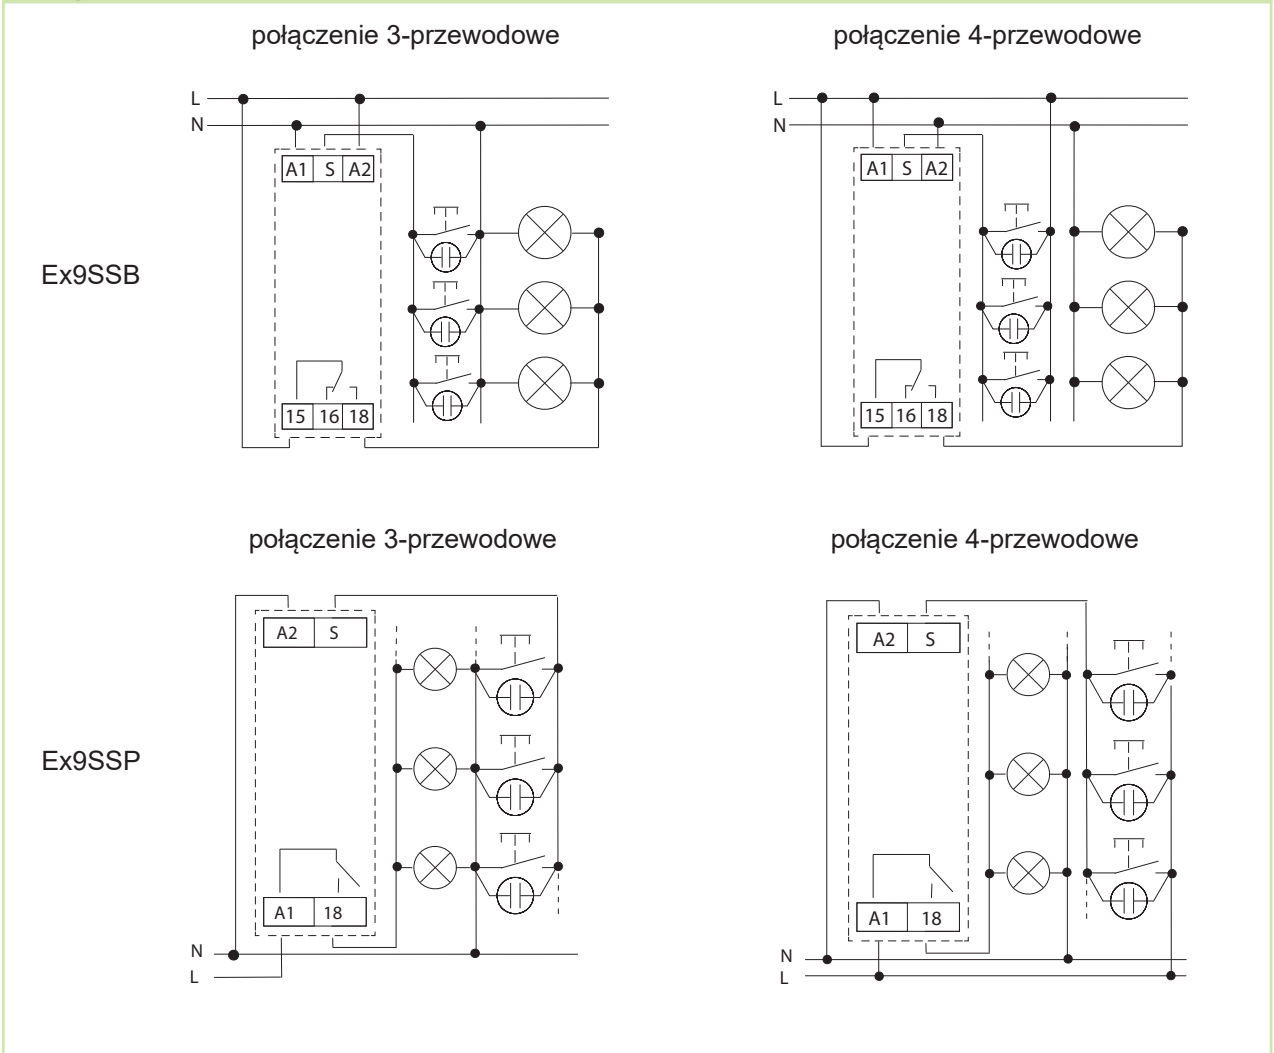 połączenie 3-przewodowe
połączenie 4-przewodowe
L
N
A1 S A2
15 16 18
L
N
A1 S A2
15 16 18
Ex9SSB
połączenie 3-przewodowe
połączenie 4-przewodowe
A2 S
A1 18
N
L
A2 S
A1 18
N
L
Ex9SSP